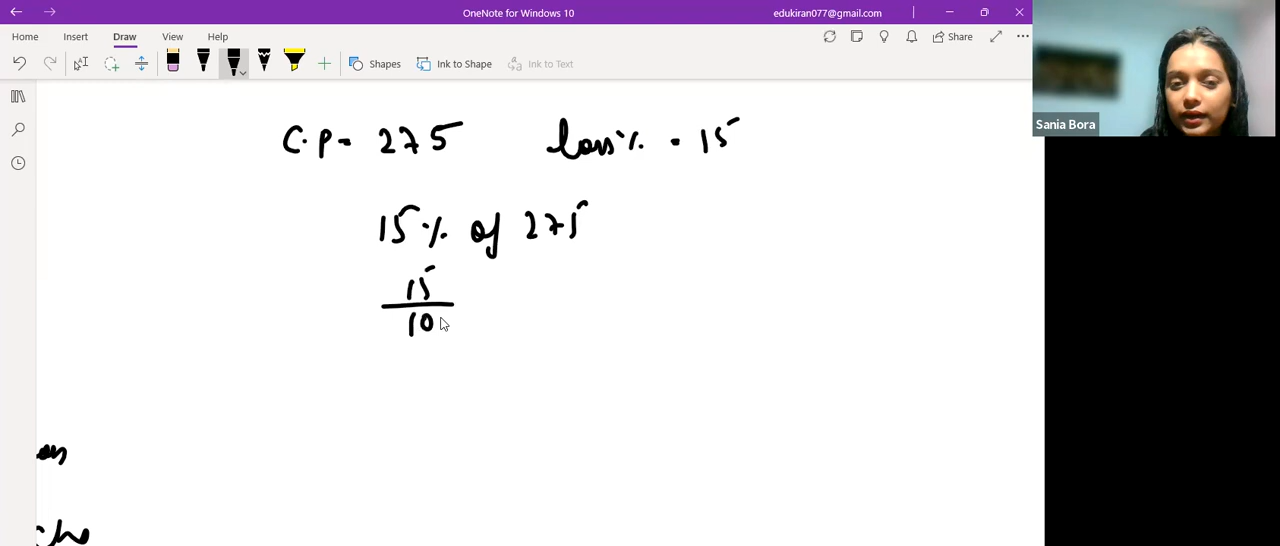 OneNote for Windows 10
edukiran077@gmail.com
Home Insert Draw View Help
Share
Shapes Ink to Shape Ink to Text
Sania Bora
C.P = 275 loss% = 15
15% of 275
15
10